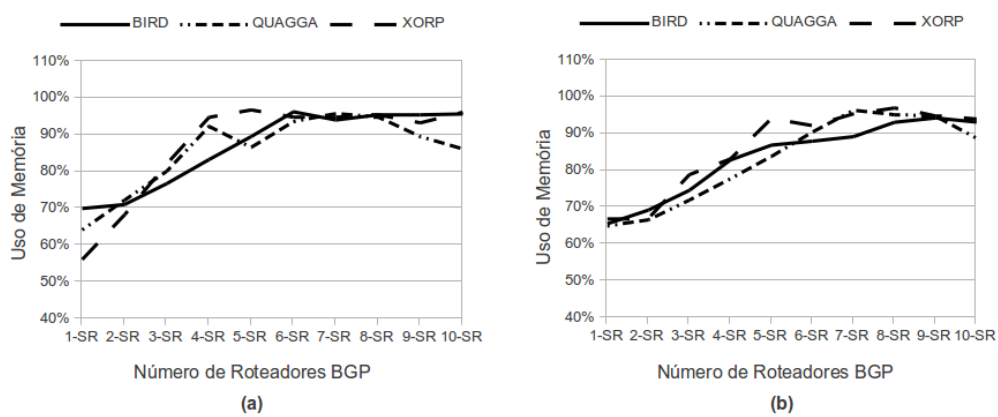 BIRD QUAGGA XORP
110%
100%
90%
80%
70%
60%
50%
40%
Uso de Memória
1-SR 2-SR 3-SR 4-SR 5-SR 6-SR 7-SR 8-SR 9-SR 10-SR
Número de Roteadores BGP
(a)
BIRD QUAGGA XORP
110%
100%
90%
80%
70%
60%
50%
40%
Uso de Memória
1-SR 2-SR 3-SR 4-SR 5-SR 6-SR 7-SR 8-SR 9-SR 10-SR
Número de Roteadores BGP
(b)